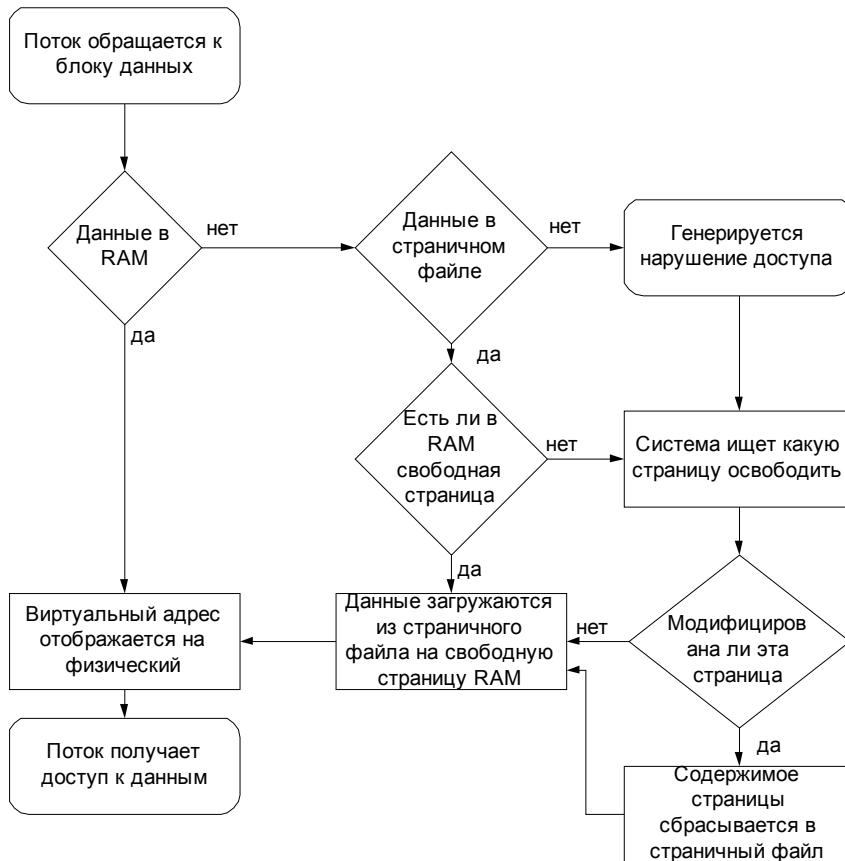 Поток обращается к
блоку данных
Данные в
RAM
нет
Данные в
страничном
файле
нет
Генерируется
нарушение доступа
да
да
Есть ли в
RAM
свободная
страница
нет
Система ищет какую
страницу освободить
да
Виртуальный адрес
отображается на
физический
Данные загружаются
из страничного
файла на свободную
страницу RAM
нет
Модифициров
ана ли эта
страница
да
Поток получает
доступ к данным
Содержимое
страницы
сбрасывается в
страничный файл